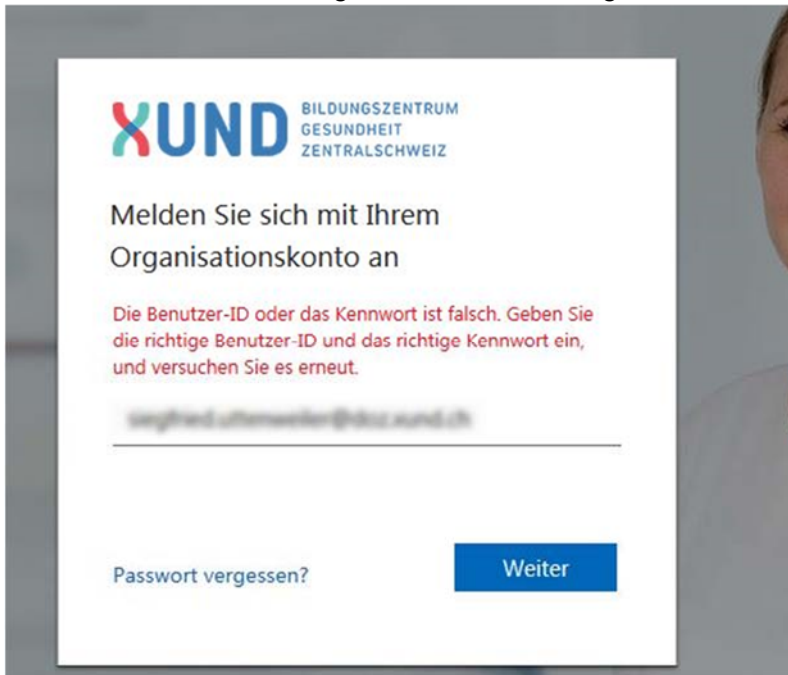 XUND BILDUNGSZENTRUM
GESUNDHEIT
ZENTRALSCHWEIZ
Melden Sie sich mit Ihrem
Organisationskonto an
Die Benutzer-ID oder das Kennwort ist falsch. Geben Sie
die richtige Benutzer-ID und das richtige Kennwort ein,
und versuchen Sie es erneut.
Passwort vergessen?
Weiter